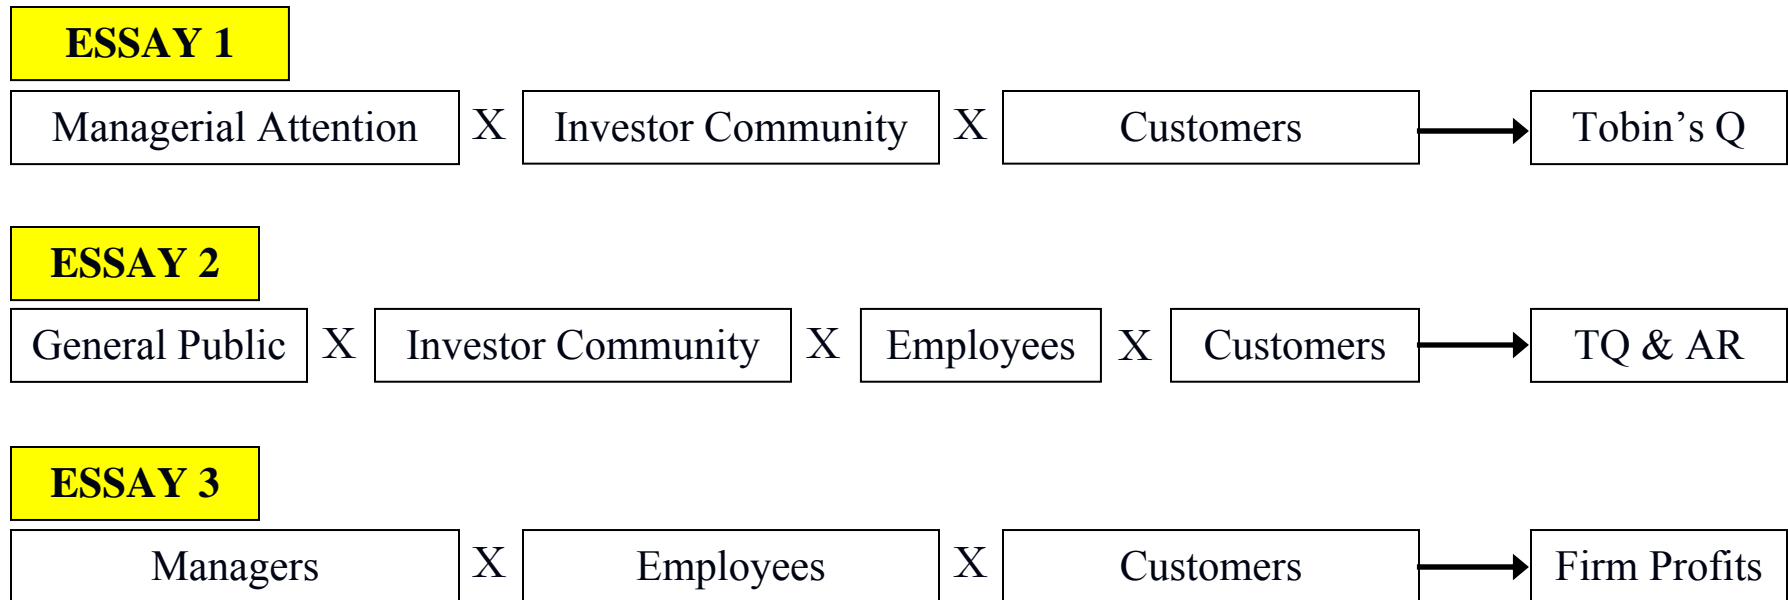 ESSAY 1
Managerial Attention X Investor Community X Customers Tobin’s Q
ESSAY 2
General Public X Investor Community X Employees X Customers TQ & AR
ESSAY 3
Managers X Employees X Customers Firm Profits